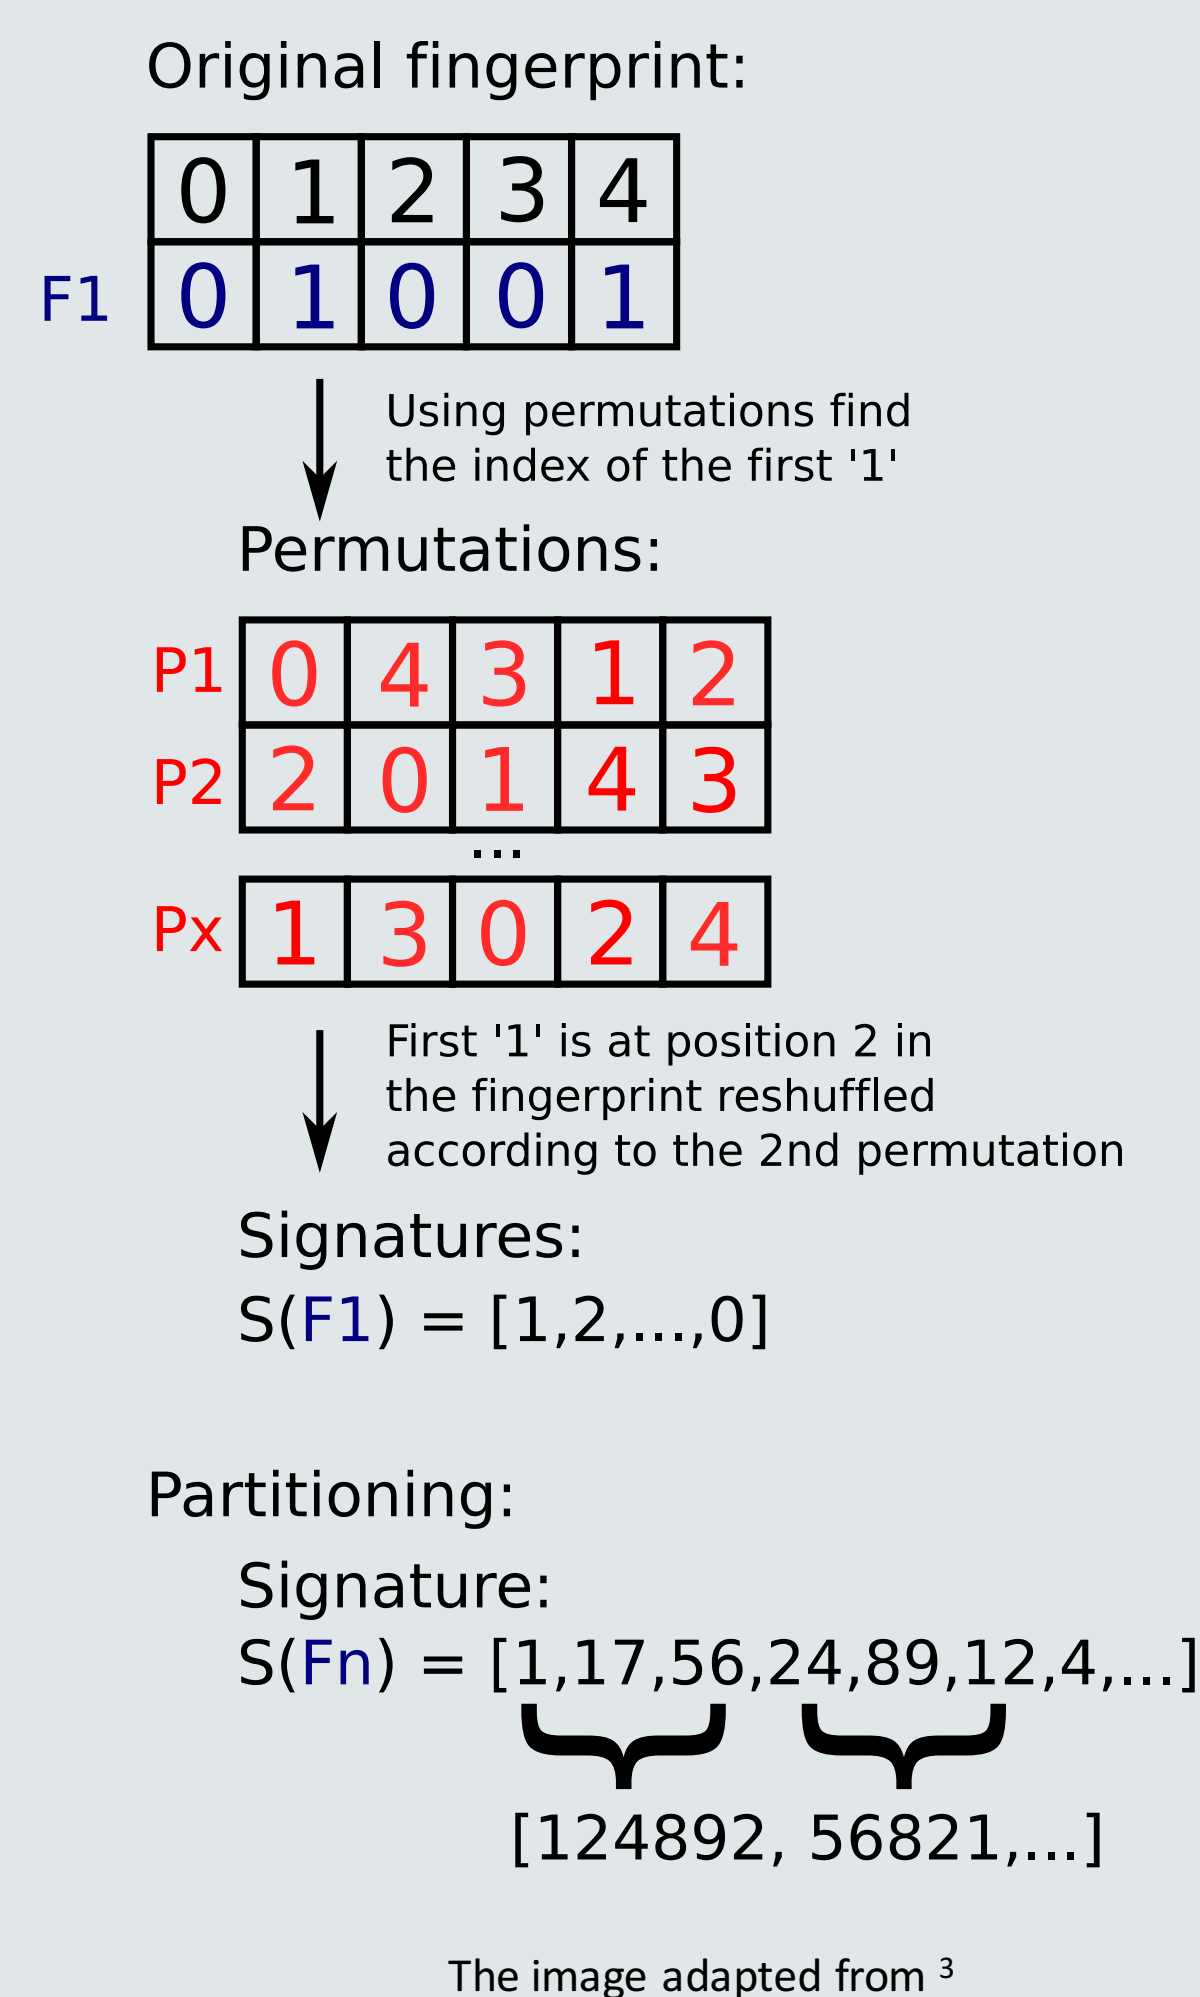 Original fingerprint:
0 1 2 3 4
F1 0 1 0 0 1
Using permutations find
the index of the first '1'
Permutations:
P1 0 4 3 1 2
P2 2 0 1 4 3
...
Px 1 3 0 2 4
First '1' is at position 2 in
the fingerprint reshuffled
according to the 2nd permutation
Signatures:
S(F1) = [1,2,...,0]
Partitioning:
Signature:
S(Fn) = [1,17,56,24,89,12,4,...]
[124892, 56821,...]
The image adapted from ³